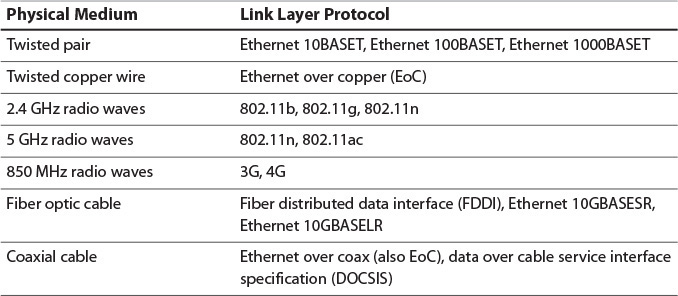 Physical Medium Link Layer Protocol
Twisted pair Ethernet 10BASET, Ethernet 100BASET, Ethernet 1000BASET
Twisted copper wire Ethernet over copper (EoC)
2.4 GHz radio waves 802.11b, 802.11g, 802.11n
5 GHz radio waves 802.11n, 802.11ac
850 MHz radio waves 3G, 4G
Fiber optic cable Fiber distributed data interface (FDDI), Ethernet 10GBASESR,
Ethernet 10GBASELR
Coaxial cable Ethernet over coax (also EoC), data over cable service interface
specification (DOCSIS)